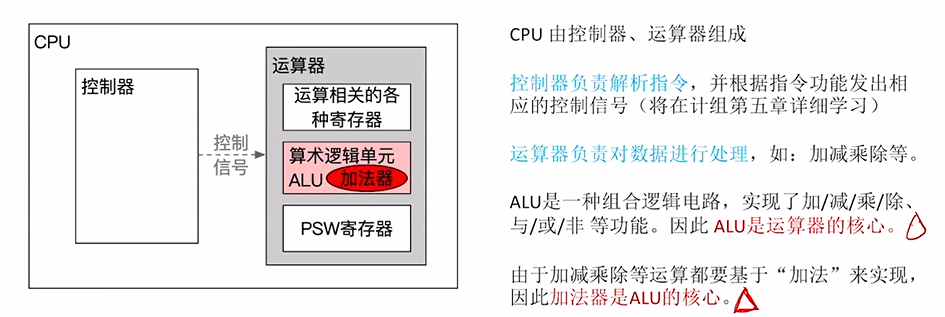 CPU
控制器
控制
信号
运算器
运算相关的各
种寄存器
算术逻辑单元
ALU 加法器
PSW寄存器
CPU 由控制器、运算器组成
控制器负责解析指令，并根据指令功能发出相
应的控制信号（将在计组第五章详细学习）
运算器负责对数据进行处理，如：加减乘除等。
ALU是一种组合逻辑电路，实现了加/减/乘/除、
与/或/非 等功能。因此 ALU是运算器的核心。
由于加减乘除等运算都要基于“加法”来实现，
因此加法器是ALU的核心。